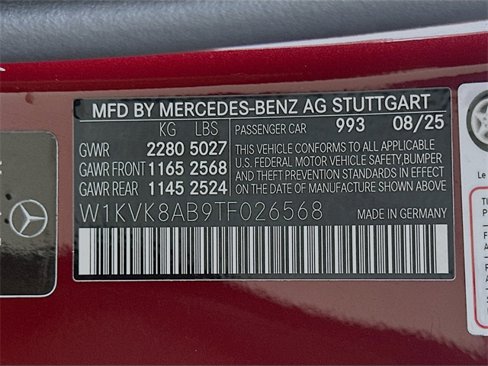 MFD BY MERCEDES-BENZ AG STUTTGART
KG LBS PASSENGER CAR 993 08/25
GVWR 2280 5027
GAWR FRONT 1165 2568
GAWR REAR 1145 2524
THIS VEHICLE CONFORMS TO ALL APPLICABLE
U.S. FEDERAL MOTOR VEHICLE SAFETY,BUMPER
AND THEFT PREVENTION STANDARDS IN EFFECT
ON THE DATE OF MANUFACTURE SHOWN ABOVE.
W1KVK8AB9TF026568 MADE IN GERMANY
Le